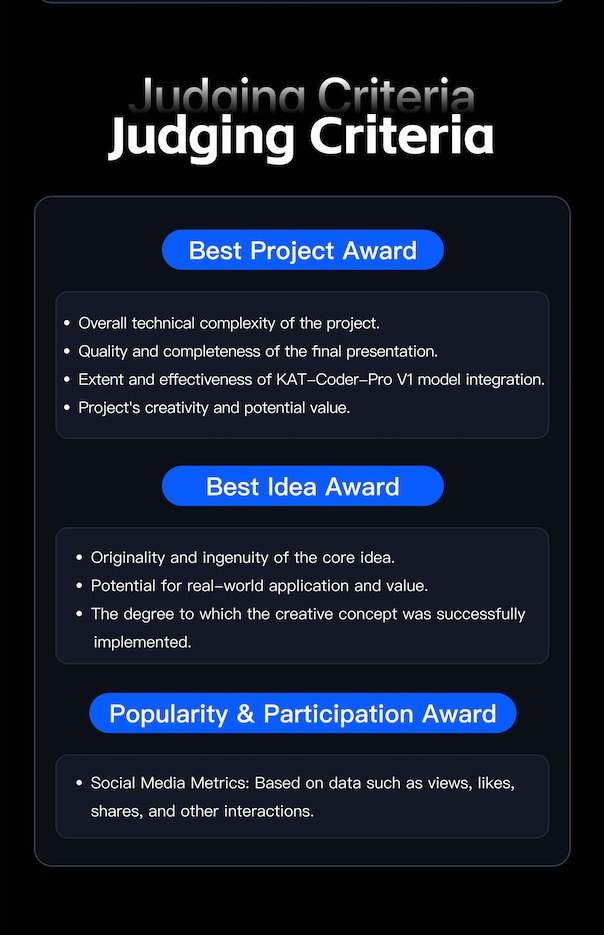 Judging Criteria
Judging Criteria
Best Project Award
• Overall technical complexity of the project.
• Quality and completeness of the final presentation.
• Extent and effectiveness of KAT–Coder–Pro V1 model integration.
• Project's creativity and potential value.
Best Idea Award
• Originality and ingenuity of the core idea.
• Potential for real–world application and value.
• The degree to which the creative concept was successfully
implemented.
Popularity & Participation Award
• Social Media Metrics: Based on data such as views, likes,
shares, and other interactions.